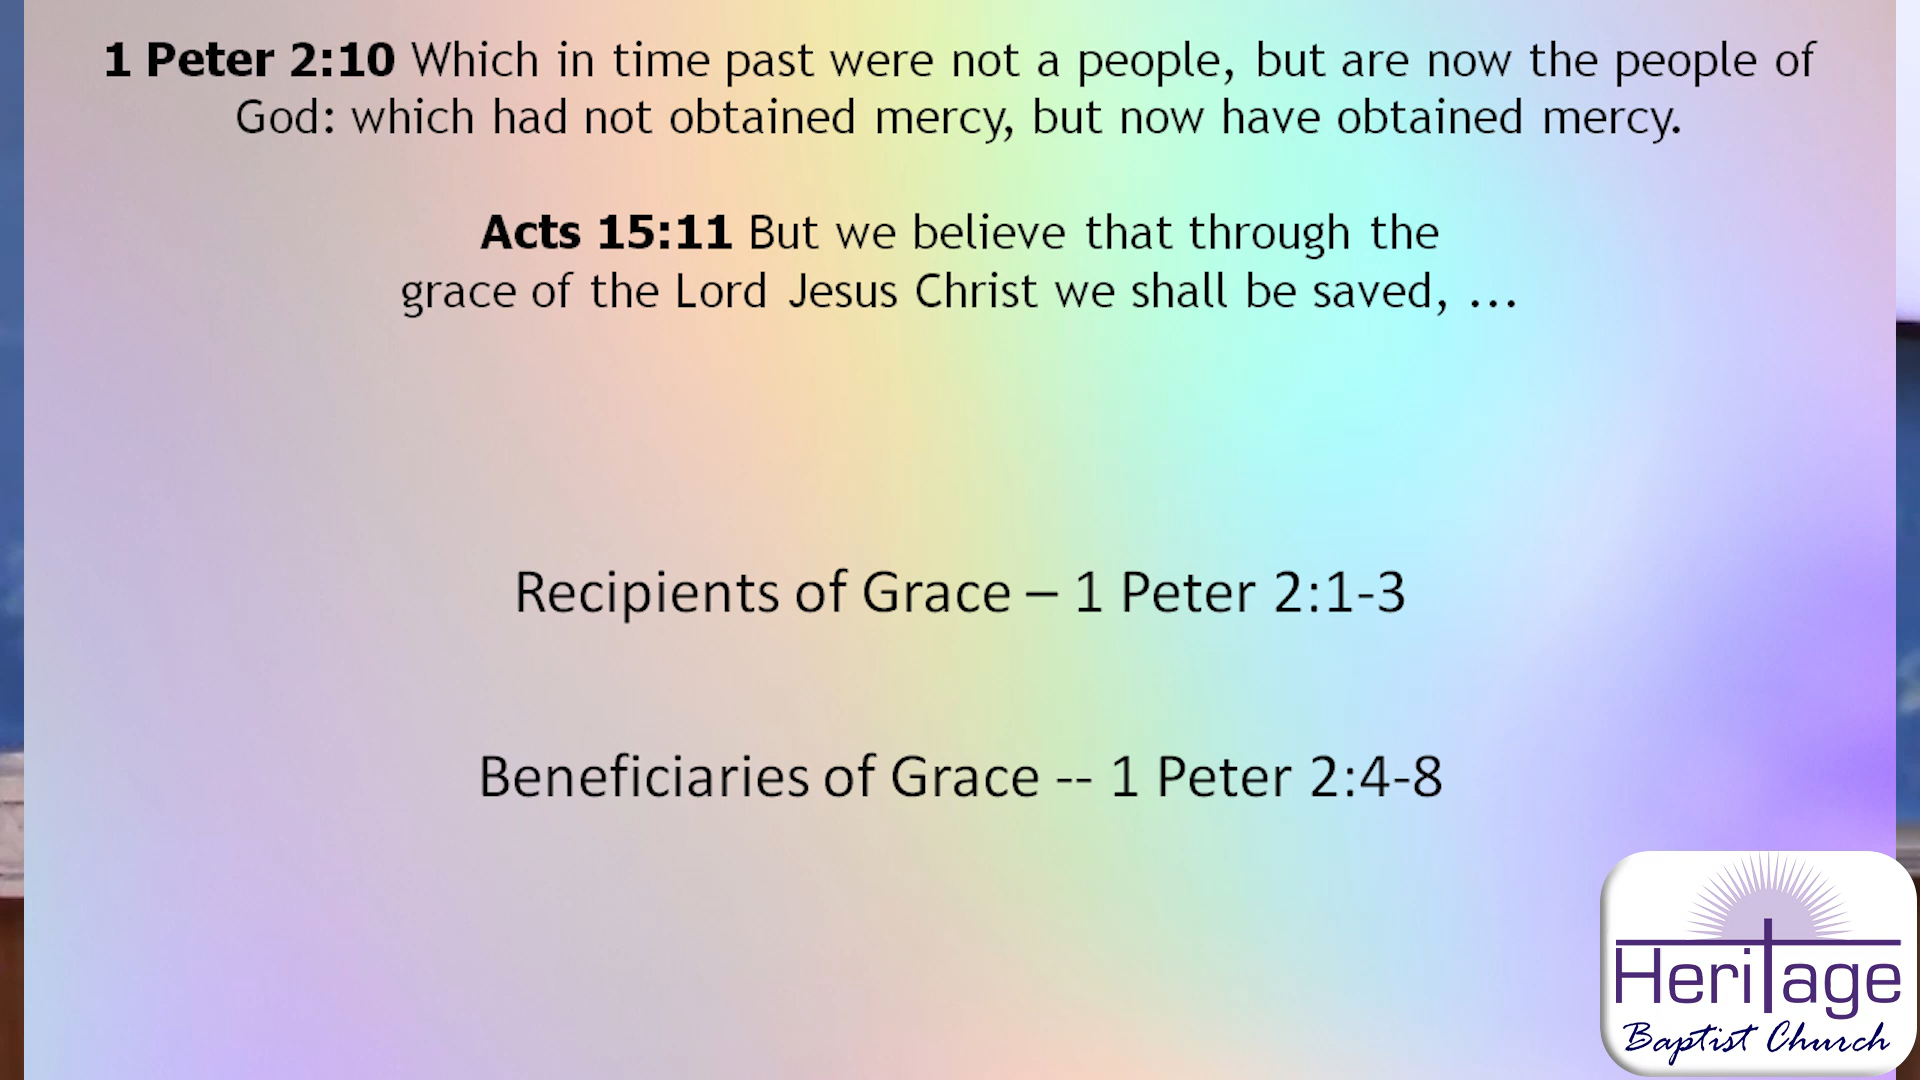 1 Peter 2:10 Which in time past were not a people, but are now the people of
God: which had not obtained mercy, but now have obtained mercy.
Acts 15:11 But we believe that through the
grace of the Lord Jesus Christ we shall be saved, ...
Recipients of Grace – 1 Peter 2:1-3
Beneficiaries of Grace -- 1 Peter 2:4-8
Heritage
Baptist Church